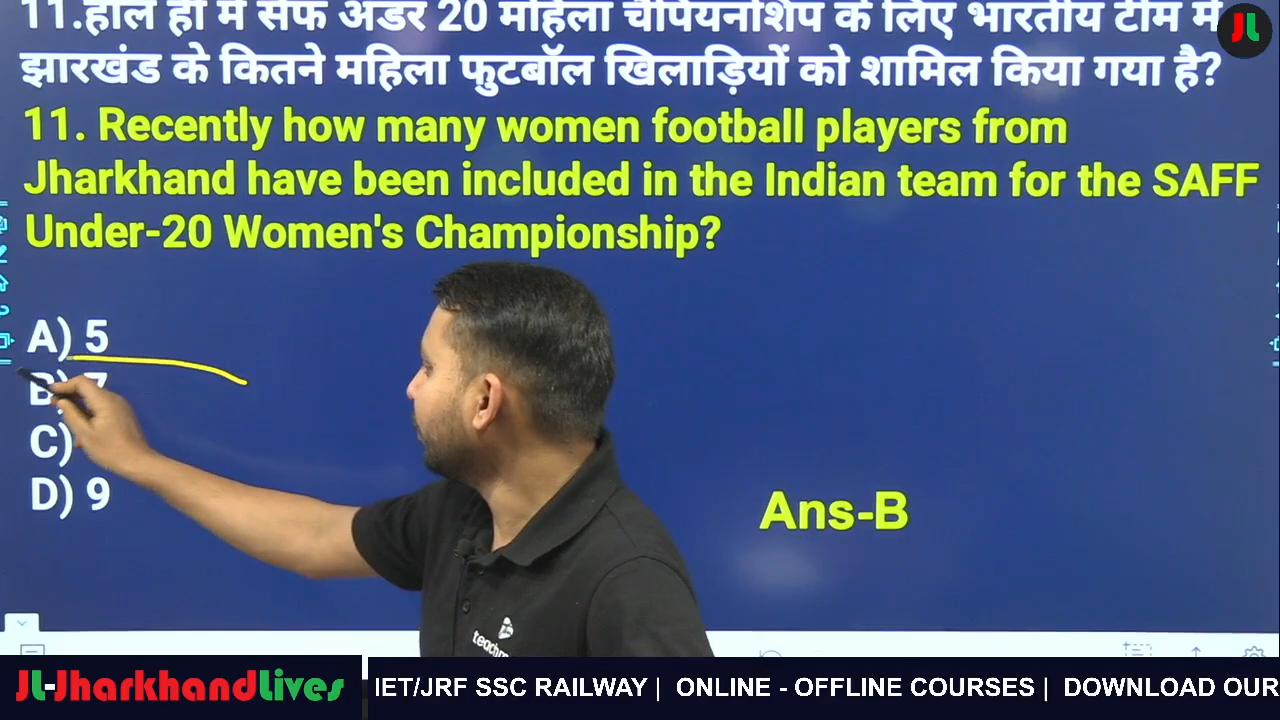 11.हाल ही में सैफ अंडर 20 महिला चैंपियनशिप के लिए भारतीय टीम में
झारखंड के कितने महिला फुटबॉल खिलाड़ियों को शामिल किया गया है?
11. Recently how many women football players from
Jharkhand have been included in the Indian team for the SAFF
Under-20 Women's Championship?
A) 5
B) 7
C)
D) 9
Ans-B
JL
JL-JharkhandLives
IET/JRF SSC RAILWAY | ONLINE - OFFLINE COURSES | DOWNLOAD OUR